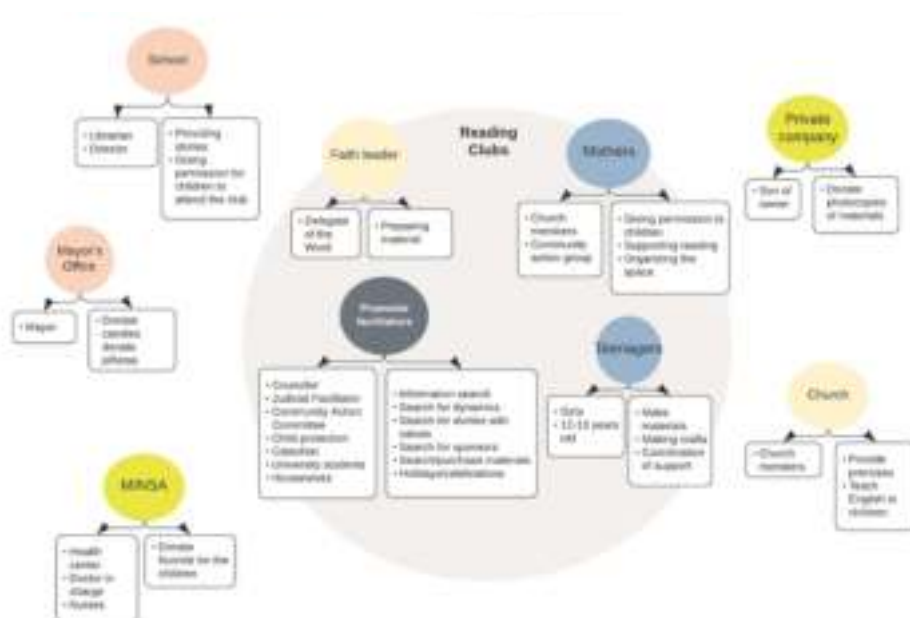 School
• Librarian
• Director
• Providing
stories
• Giving
permission for
children to
attend the club
Reading
Clubs
Faith leader
• Delegate
of the
Word
• Preparing
material
Mothers
• Church
members
• Community
action group
• Giving permission to
children
• Supporting reading
• Organizing the
space
Private
company
• Son of
owner
• Donate
photocopies
of materials
Mayor's
Office
• Mayor
• Donate
candies
donate
piñatas
Promote
facilitators
• Counsellor
• Judicial Facilitator
• Community Action
Committee
• Child protection
• Catechist
• University students
• Housewives
• Information search
• Search for dynamics
• Search for stories with
values
• Search for sponsors
• Search/purchase materials
• Holidays/celebrations
Teenagers
• Girls
years
old
• Make
materials
• Making crafts
• Coordination
of support
Church
• Church
members
• Provide
premises
• Teach
English to
children
MINSA
• Health
center
• Doctor in
charge
• Nurses
• Donate
for the
children